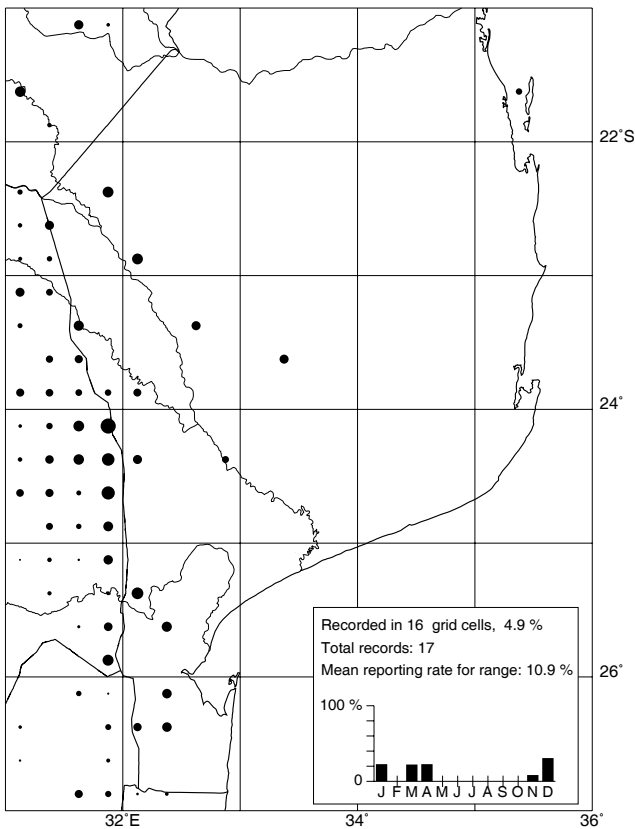 22°S
24°
Recorded in 16 grid cells, 4.9 %
Total records: 17
Mean reporting rate for range: 10.9 %
100 %
0
J F M A M J J A S O N D
26°
32°E
34°
36°